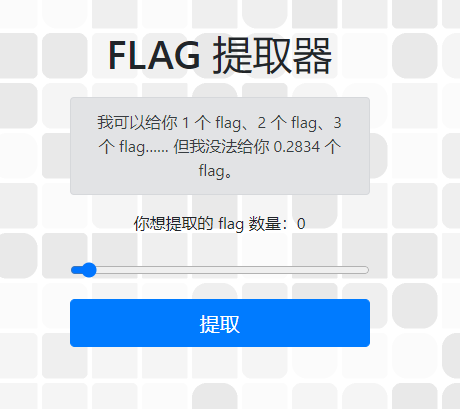 FLAG 提取器
我可以给你 1 个 flag、2 个 flag、3
个 flag…… 但我没法给你 0.2834 个
flag。
你想提取的 flag 数量：0
提取